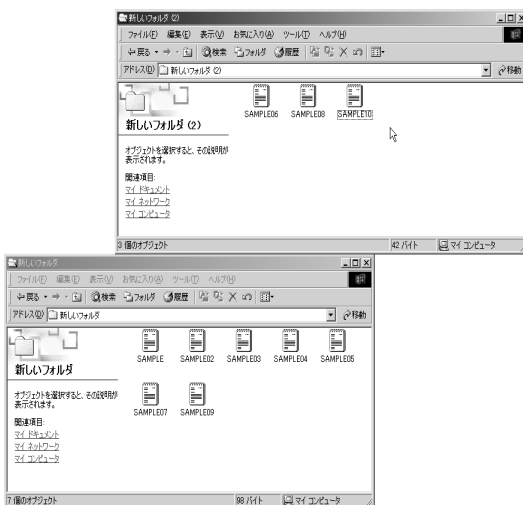 新しいフォルダ (2)
ファイル(F) 編集(E) 表示(V) お気に入り(A) ツール(T) ヘルプ(H)
戻る 検索 フォルダ 履歴
アドレス(D) 新しいフォルダ (2) 移動
新しいフォルダ (2)
オブジェクトを選択すると、その説明が
表示されます。
関連項目:
マイ ドキュメント
マイ ネットワーク
マイ コンピュータ
SAMPLE06 SAMPLE08 SAMPLE10
3 個のオブジェクト 42 バイト マイ コンピュータ
新しいフォルダ
ファイル(F) 編集(E) 表示(V) お気に入り(A) ツール(T) ヘルプ(H)
戻る 検索 フォルダ 履歴
アドレス(D) 新しいフォルダ 移動
新しいフォルダ
オブジェクトを選択すると、その説明が
表示されます。
関連項目:
マイ ドキュメント
マイ ネットワーク
マイ コンピュータ
SAMPLE SAMPLE02 SAMPLE03 SAMPLE04 SAMPLE05
SAMPLE07 SAMPLE09
7 個のオブジェクト 98 バイト マイ コンピュータ